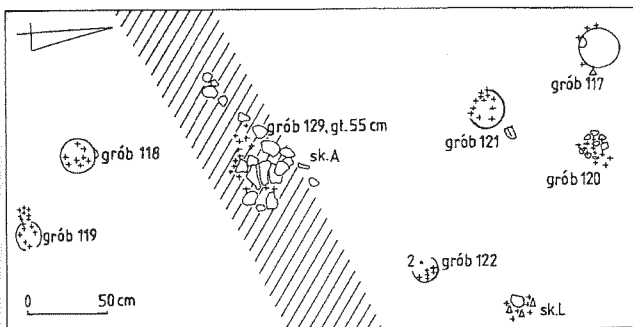 grób 117
grób 129, gł. 55 cm
grób 121
sk. A
grób 118
grób 120
grób 119
2 grób 122
0 50 cm
sk. L